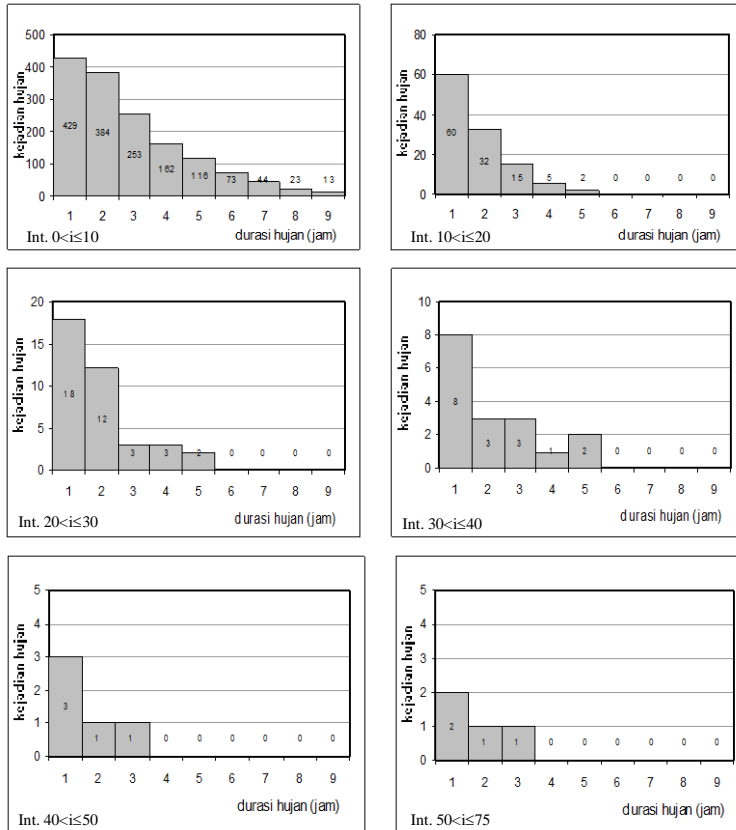 kejadian hujan
500
400
300
200
100
0
429 384 253 162 116 73 44 23 13
1 2 3 4 5 6 7 8 9
Int. 0<i≤10 durasi hujan (jam)
kejadian hujan
80
60
40
20
0
60 32 15 5 2 0 0 0 0
1 2 3 4 5 6 7 8 9
Int. 10<i≤20 durasi hujan (jam)
kejadian hujan
20
15
10
5
0
18 12 3 3 2 0 0 0 0
1 2 3 4 5 6 7 8 9
Int. 20<i≤30 durasi hujan (jam)
kejadian hujan
10
8
6
4
2
0
8 3 3 1 2 0 0 0 0
1 2 3 4 5 6 7 8 9
Int. 30<i≤40 durasi hujan (jam)
kejadian hujan
5
4
3
2
1
0
3 1 1 0 0 0 0 0 0
1 2 3 4 5 6 7 8 9
durasi hujan (jam)
Int. 40<i≤50
kejadian hujan
5
4
3
2
1
0
2 1 1 0 0 0 0 0 0
1 2 3 4 5 6 7 8 9
durasi hujan (jam)
Int. 50<i≤75